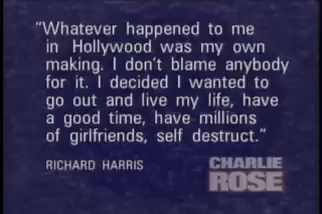 "Whatever happened to me
in Hollywood was my own
making. I don't blame anybody
for it. I decided I wanted to
go out and live my life, have
a good time, have millions
of girlfriends, self destruct."
RICHARD HARRIS
CHARLIE
ROSE